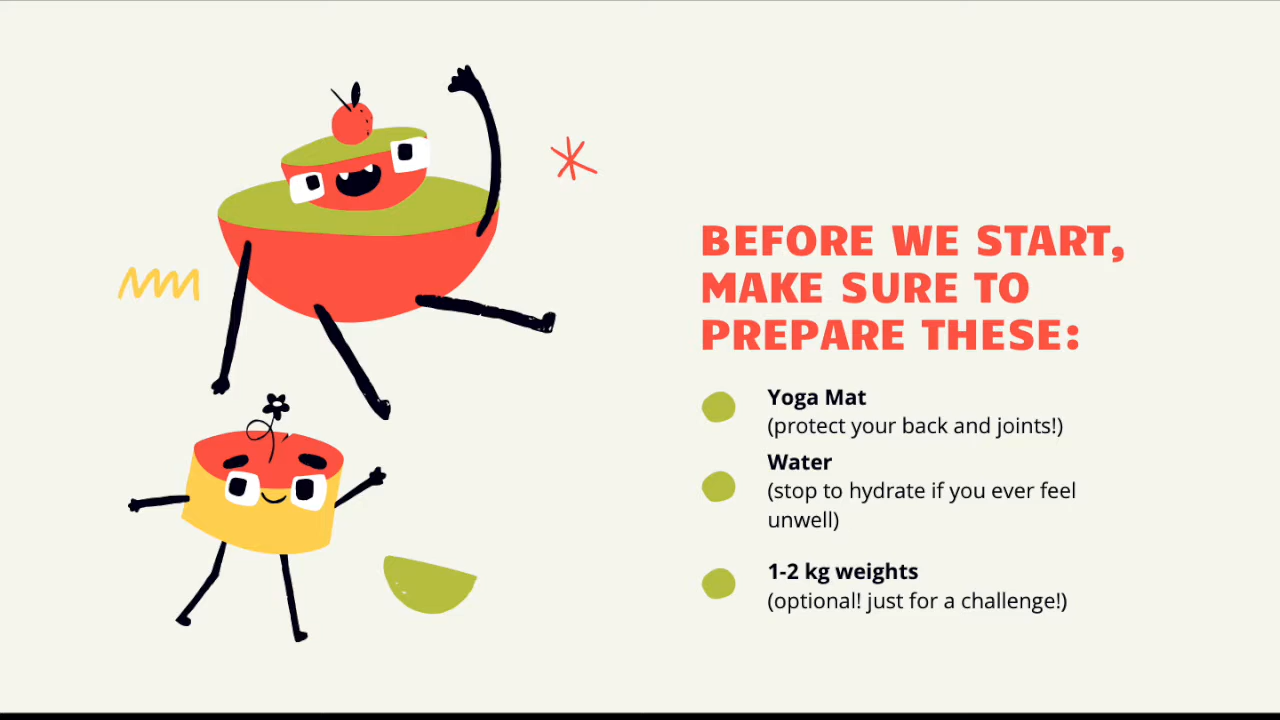 BEFORE WE START,
MAKE SURE TO
PREPARE THESE:
Yoga Mat
(protect your back and joints!)
Water
(stop to hydrate if you ever feel
unwell)
1-2 kg weights
(optional! just for a challenge!)